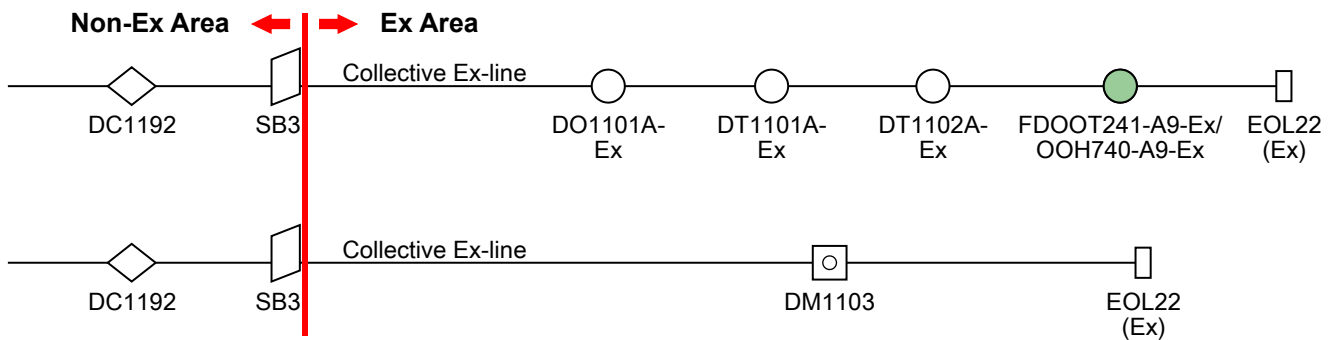 Non-Ex Area Ex Area
Collective Ex-line
DC1192 SB3 DO1101A- DT1101A- DT1102A- FDOOT241-A9-Ex/ EOL22
Ex Ex Ex OOH740-A9-Ex (Ex)
Collective Ex-line
DC1192 SB3 DM1103 EOL22
(Ex)